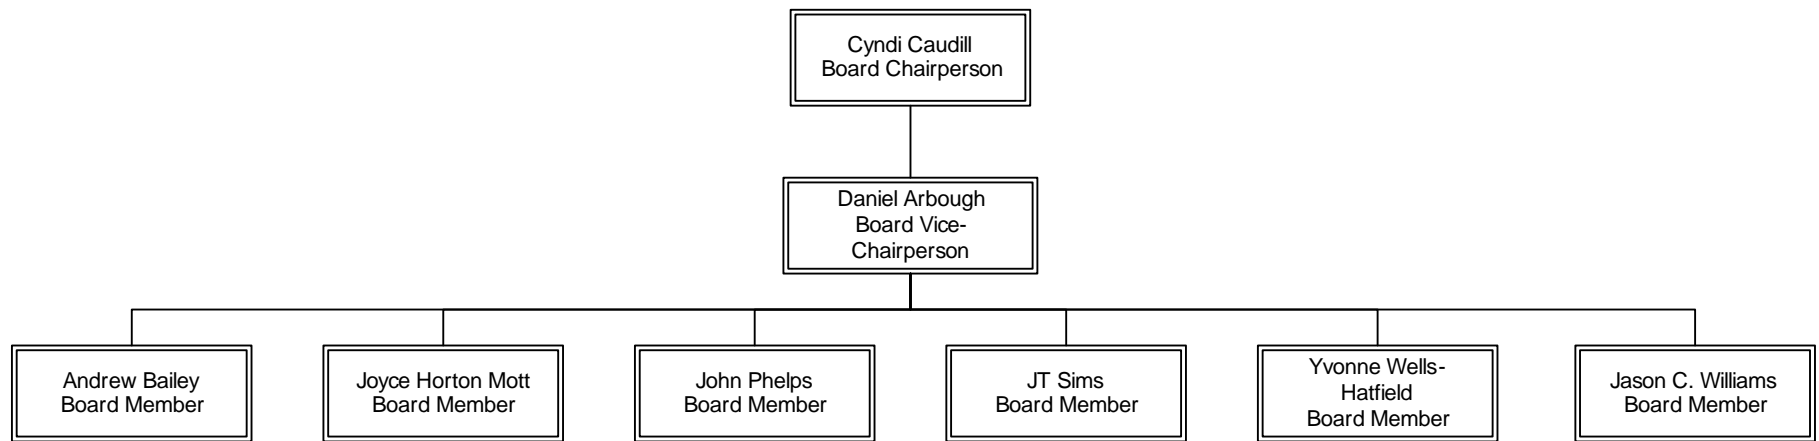 Cyndi Caudill
Board Chairperson
Daniel Arbough
Board Vice-
Chairperson
Andrew Bailey
Board Member
Joyce Horton Mott
Board Member
John Phelps
Board Member
JT Sims
Board Member
Yvonne Wells-
Hatfield
Board Member
Jason C. Williams
Board Member